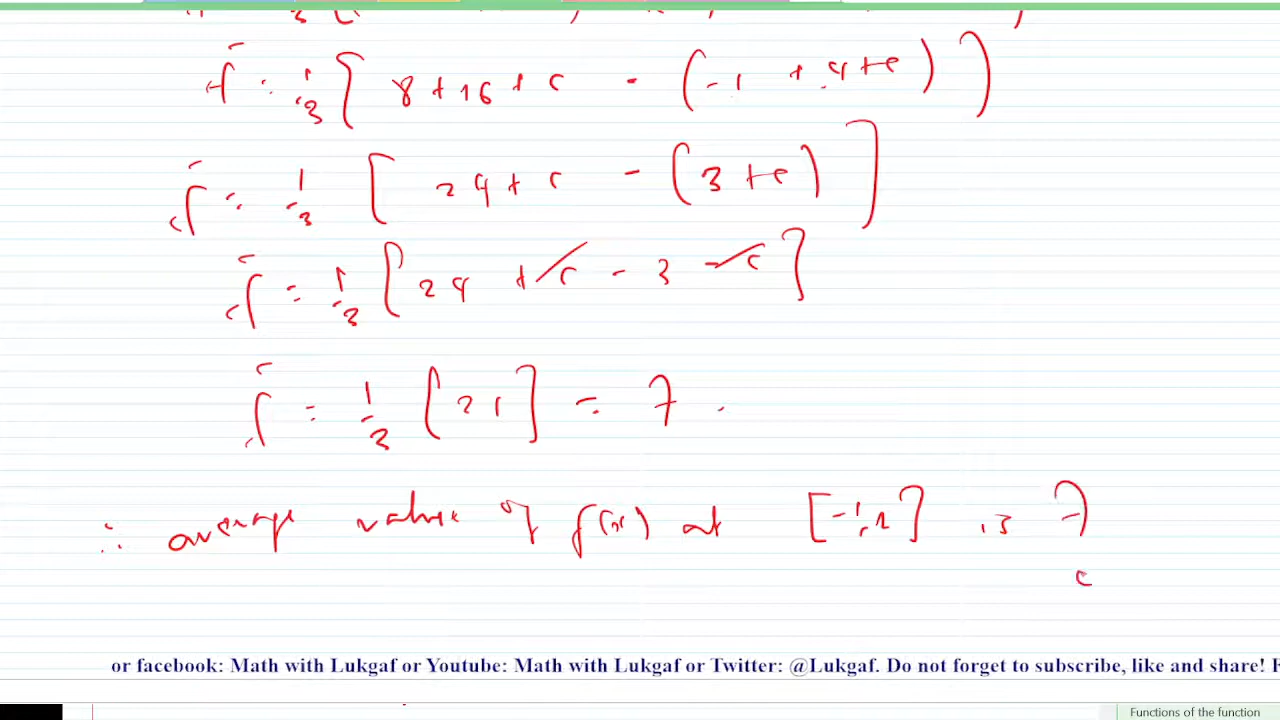 f̄ = 1/3 [ 8 + 16 + c - (-1 + 4 + c) ]
f̄ = 1/3 [ 24 + c - (3 + c) ]
f̄ = 1/3 [ 24 + c - 3 - c ]
f̄ = 1/3 [ 21 ] = 7 .
∴ average value of f(x) at [-1, 2] is 7
or facebook: Math with Lukgaf or Youtube: Math with Lukgaf or Twitter: @Lukgaf. Do not forget to subscribe, like and share!
Functions of the function